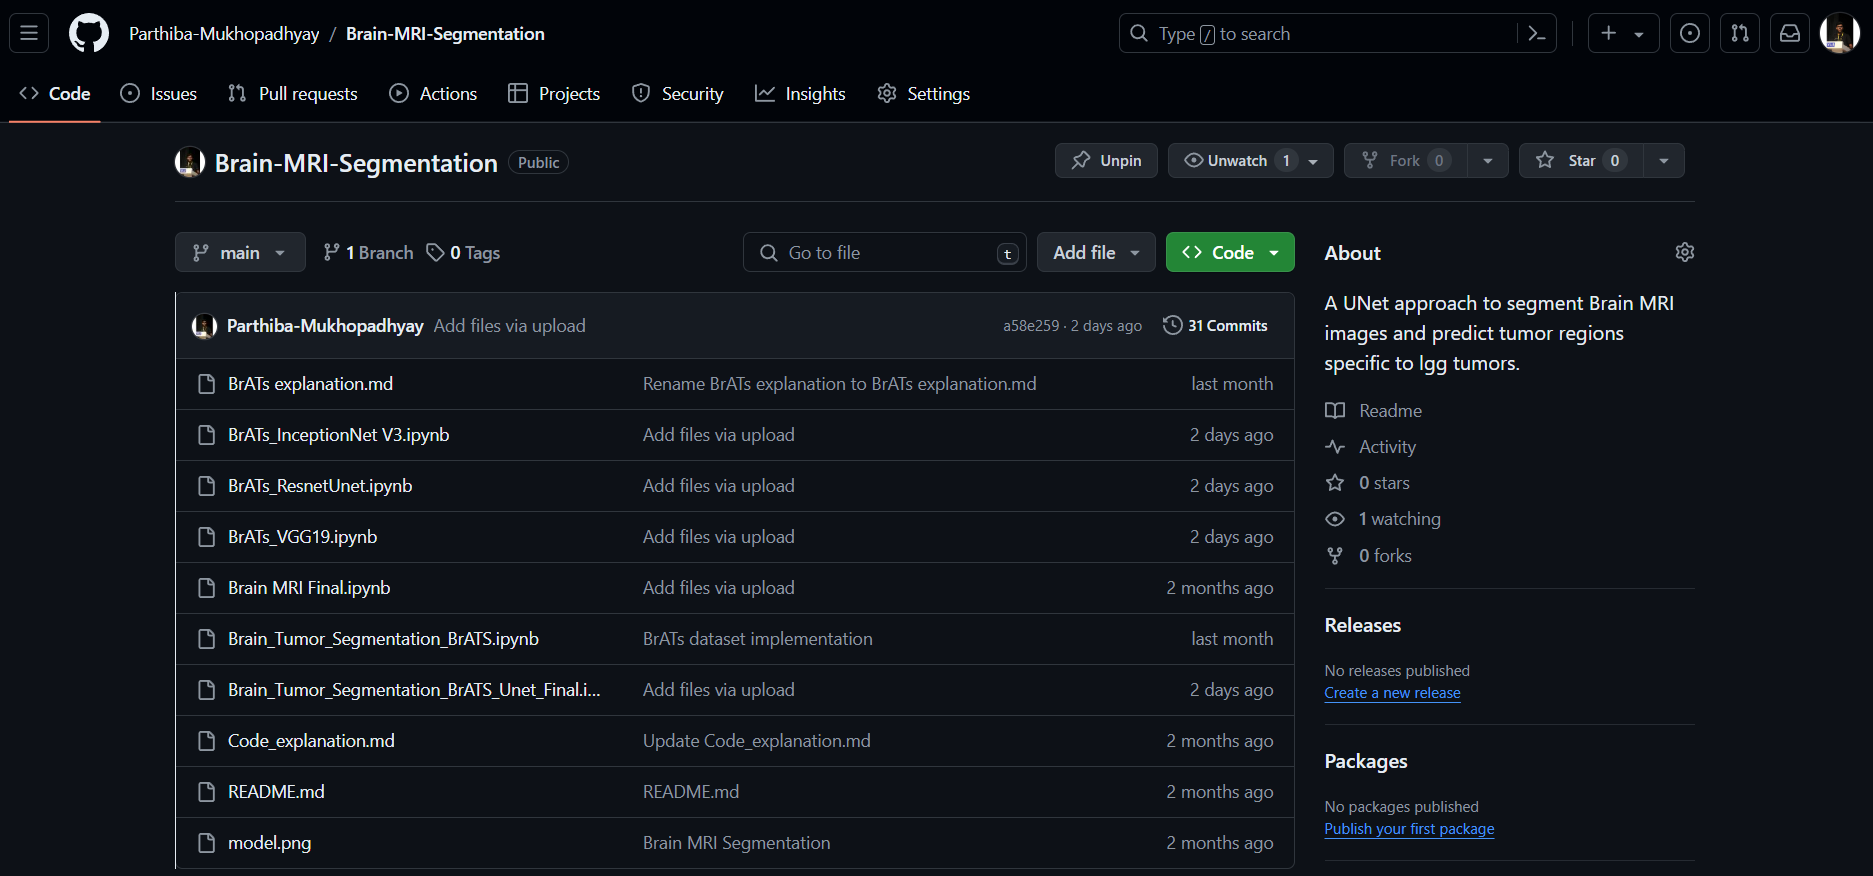 Parthiba-Mukhopadhyay / Brain-MRI-Segmentation
Type / to search
Code Issues Pull requests Actions Projects Security Insights Settings
Brain-MRI-Segmentation Public
Unpin Unwatch 1 Fork 0 Star 0
main 1 Branch 0 Tags
Go to file t Add file Code
Parthiba-Mukhopadhyay Add files via upload a58e259 · 2 days ago 31 Commits
BrATs explanation.md Rename BrATs explanation to BrATs explanation.md last month
BrATs_InceptionNet V3.ipynb Add files via upload 2 days ago
BrATs_ResnetUnet.ipynb Add files via upload 2 days ago
BrATs_VGG19.ipynb Add files via upload 2 days ago
Brain MRI Final.ipynb Add files via upload 2 months ago
Brain_Tumor_Segmentation_BrATS.ipynb BrATs dataset implementation last month
Brain_Tumor_Segmentation_BrATS_Unet_Final.i... Add files via upload 2 days ago
Code_explanation.md Update Code_explanation.md 2 months ago
README.md README.md 2 months ago
model.png Brain MRI Segmentation 2 months ago
About
A UNet approach to segment Brain MRI
images and predict tumor regions
specific to lgg tumors.
Readme
Activity
0 stars
1 watching
0 forks
Releases
No releases published
Create a new release
Packages
No packages published
Publish your first package